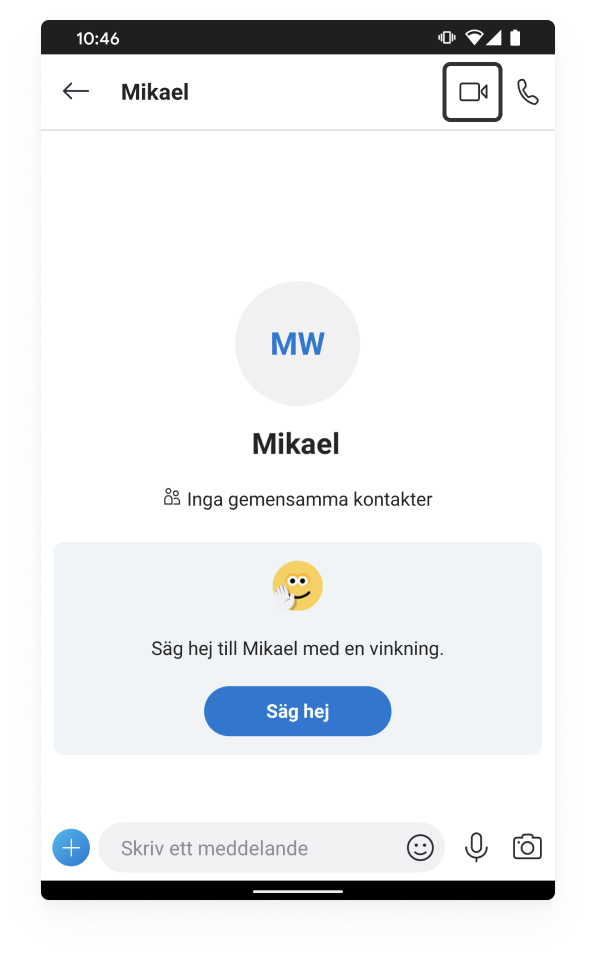 10:46
Mikael
MW
Mikael
Inga gemensamma kontakter
Säg hej till Mikael med en vinkning.
Säg hej
Skriv ett meddelande